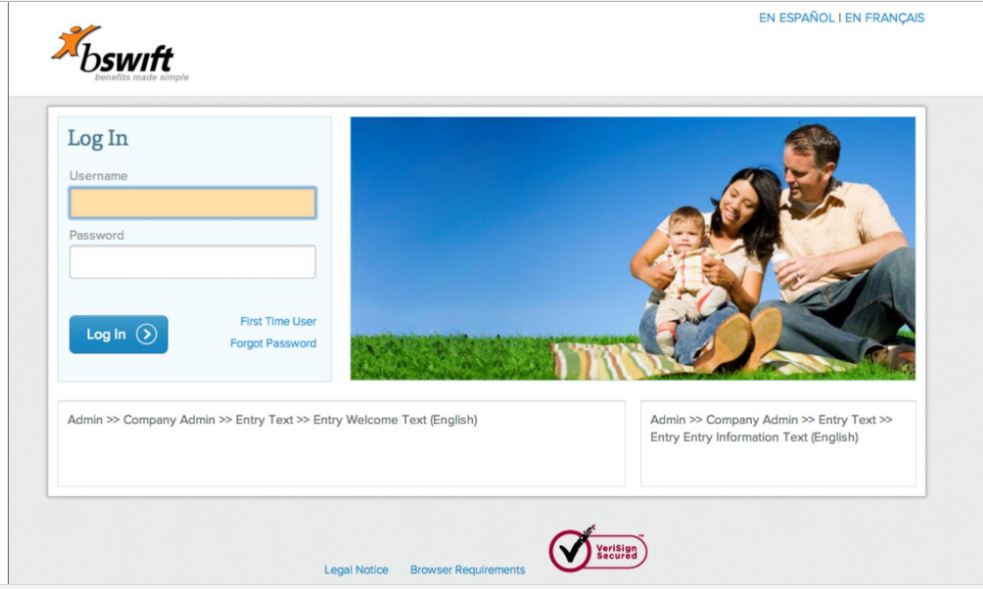 EN ESPAÑOL | EN FRANÇAIS
bswift
benefits made simple
Log In
Username
Password
Log In
First Time User
Forgot Password
Admin >> Company Admin >> Entry Text >> Entry Welcome Text (English)
Admin >> Company Admin >> Entry Text >>
Entry Entry Information Text (English)
VeriSign
Secured
Legal Notice Browser Requirements